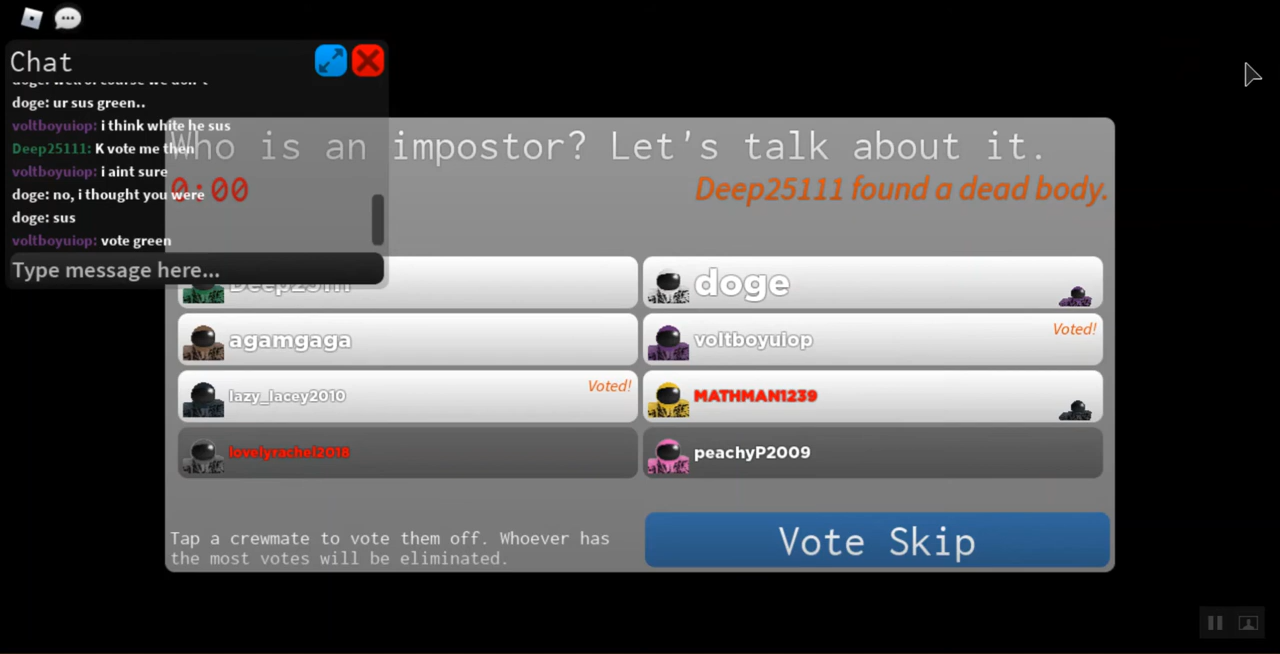 Chat
doge: ur sus green..
voltboyuiop: i think white he sus
Deep25111: K vote me then
voltboyuiop: i aint sure
doge: no, i thought you were
doge: sus
voltboyuiop: vote green
Type message here...
Who is an impostor? Let's talk about it.
0:00
Deep25111 found a dead body.
Deep25111
doge
agamgaga
voltboyuiop
Voted!
lazy_lacey2010
Voted!
MATHMAN1239
lovelyrachel2018
peachyP2009
Tap a crewmate to vote them off. Whoever has
the most votes will be eliminated.
Vote Skip